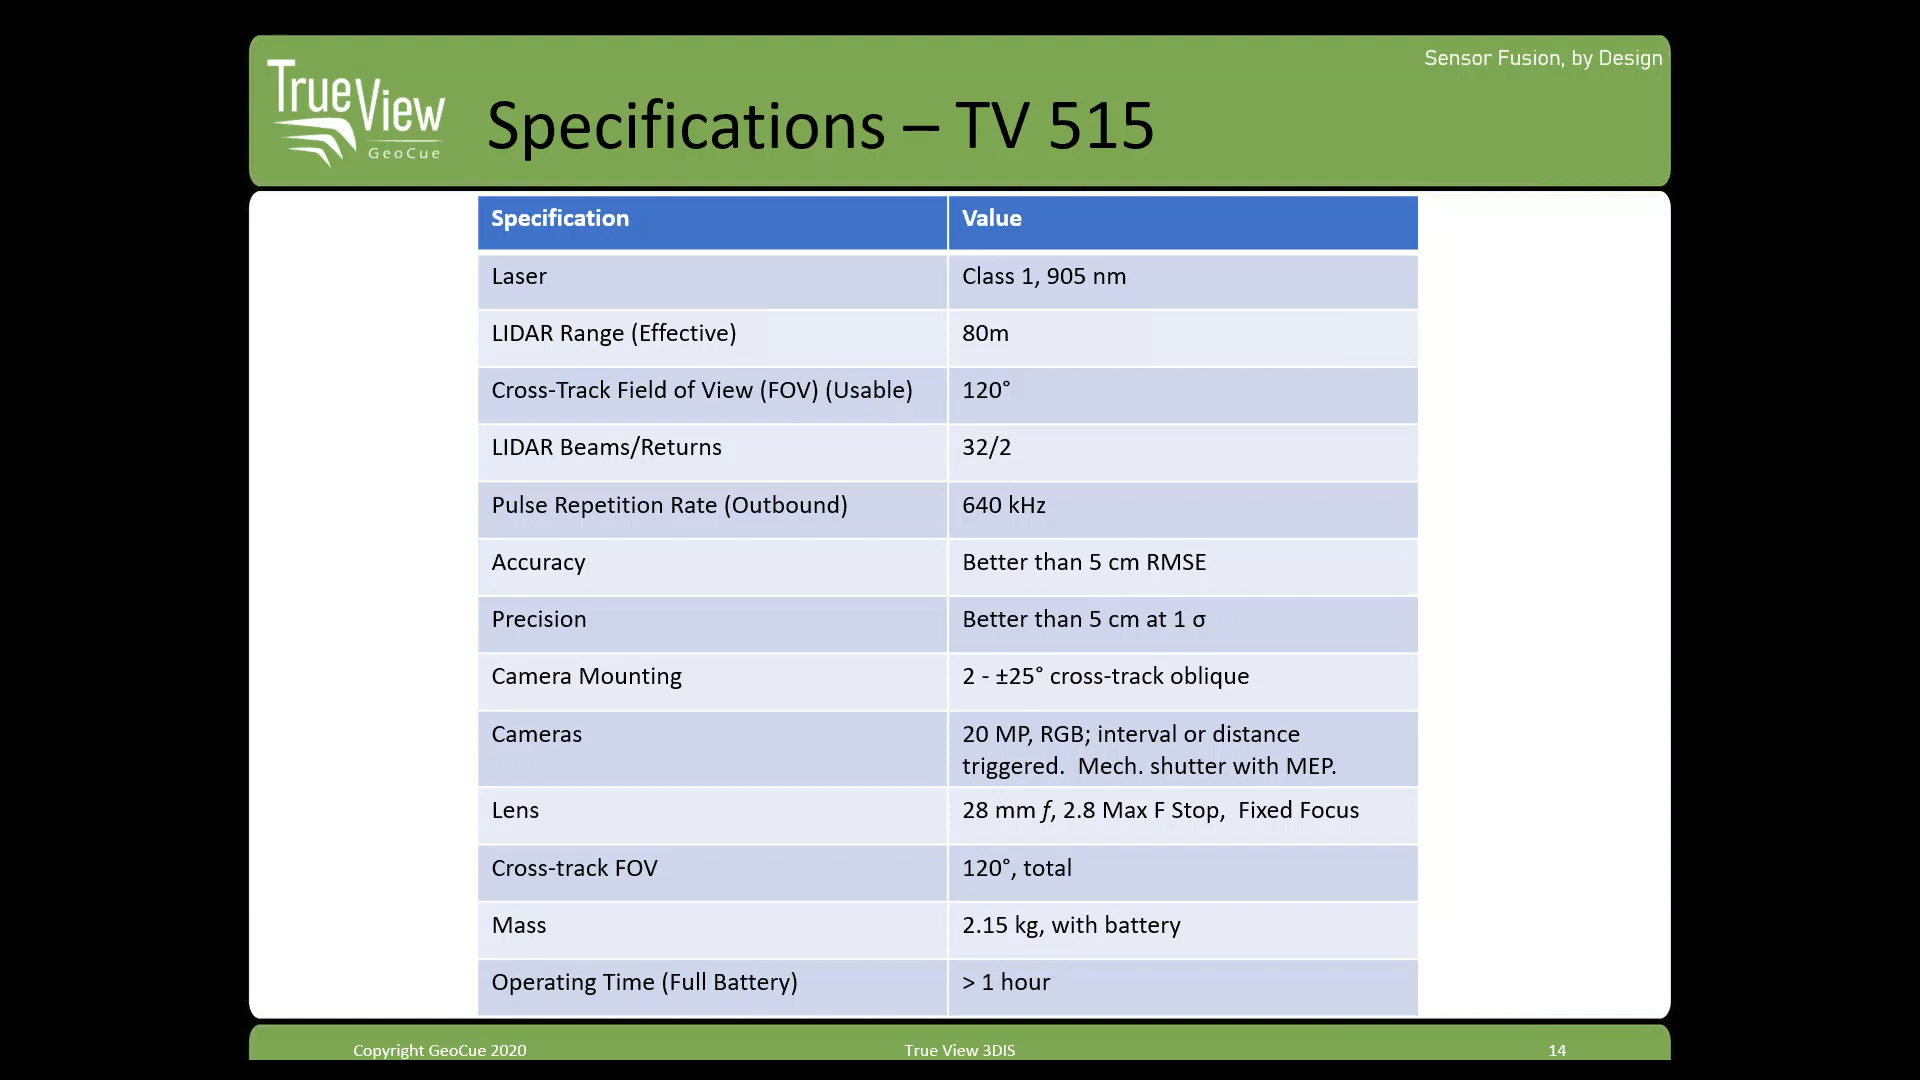 Sensor Fusion, by Design
True View
GeoCue
Specifications – TV 515
Specification Value
Laser Class 1, 905 nm
LIDAR Range (Effective) 80m
Cross-Track Field of View (FOV) (Usable) 120°
LIDAR Beams/Returns 32/2
Pulse Repetition Rate (Outbound) 640 kHz
Accuracy Better than 5 cm RMSE
Precision Better than 5 cm at 1 σ
Camera Mounting 2 - ±25° cross-track oblique
Cameras 20 MP, RGB; interval or distance
triggered. Mech. shutter with MEP.
Lens 28 mm f, 2.8 Max F Stop, Fixed Focus
Cross-track FOV 120°, total
Mass 2.15 kg, with battery
Operating Time (Full Battery) > 1 hour
Copyright GeoCue 2020 True View 3DIS 14